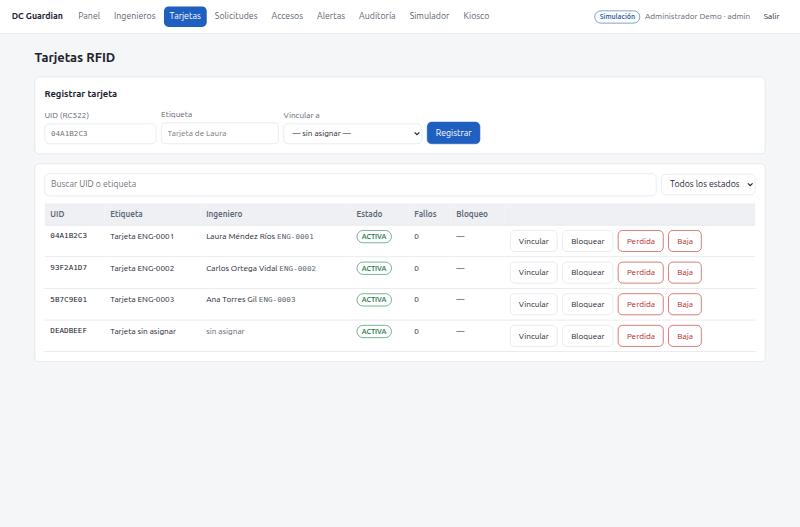 DC Guardian Panel Ingenieros Tarjetas Solicitudes Accesos Alertas Auditoría Simulador Kiosco Simulación Administrador Demo · admin Salir
Tarjetas RFID
Registrar tarjeta
UID (RC522) Etiqueta Vincular a
04A1B2C3 Tarjeta de Laura — sin asignar — Registrar
Buscar UID o etiqueta Todos los estados
UID Etiqueta Ingeniero Estado Fallos Bloqueo
04A1B2C3 Tarjeta ENG-0001 Laura Méndez Ríos ENG-0001 ACTIVA 0 — Vincular Bloquear Perdida Baja
93F2A1D7 Tarjeta ENG-0002 Carlos Ortega Vidal ENG-0002 ACTIVA 0 — Vincular Bloquear Perdida Baja
5B7C9E01 Tarjeta ENG-0003 Ana Torres Gil ENG-0003 ACTIVA 0 — Vincular Bloquear Perdida Baja
DEADBEEF Tarjeta sin asignar sin asignar ACTIVA 0 — Vincular Bloquear Perdida Baja